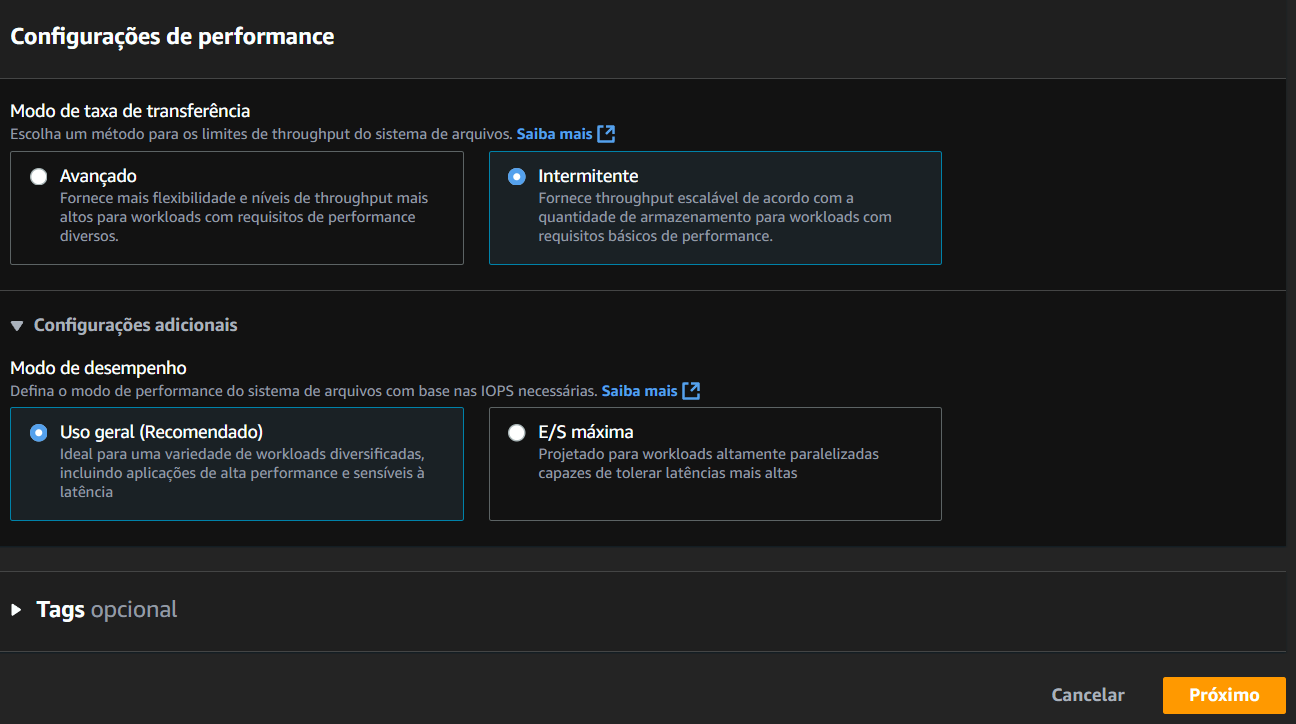 Configurações de performance
Modo de taxa de transferência
Escolha um método para os limites de throughput do sistema de arquivos. Saiba mais
Avançado
Fornece mais flexibilidade e níveis de throughput mais
altos para workloads com requisitos de performance
diversos.
Intermitente
Fornece throughput escalável de acordo com a
quantidade de armazenamento para workloads com
requisitos básicos de performance.
Configurações adicionais
Modo de desempenho
Defina o modo de performance do sistema de arquivos com base nas IOPS necessárias. Saiba mais
Uso geral (Recomendado)
Ideal para uma variedade de workloads diversificadas,
incluindo aplicações de alta performance e sensíveis à
latência
E/S máxima
Projetado para workloads altamente paralelizadas
capazes de tolerar latências mais altas
Tags opcional
Cancelar
Próximo